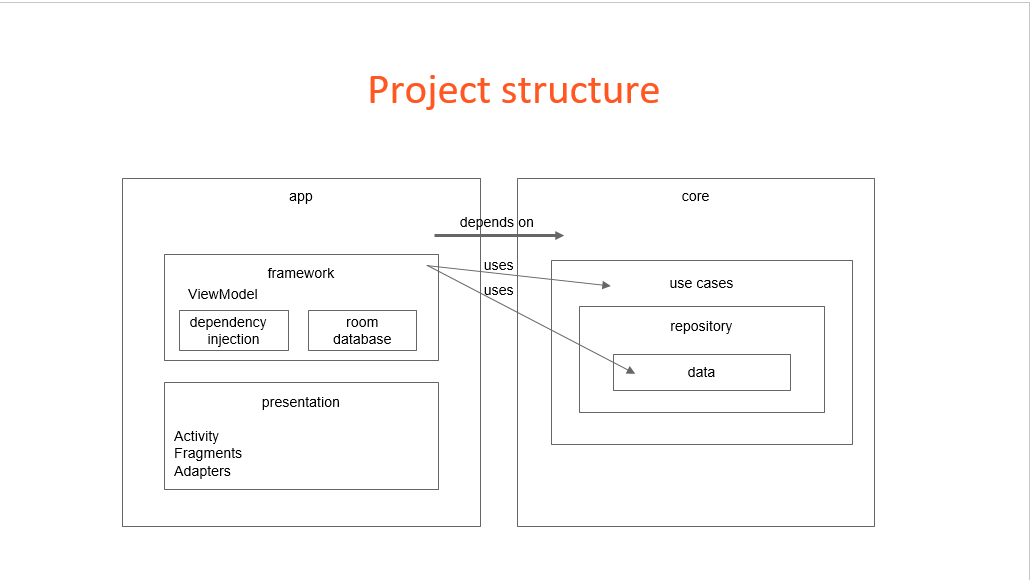 Project structure
app
core
depends on
uses
uses
framework
ViewModel
dependency
injection
room
database
use cases
repository
data
presentation
Activity
Fragments
Adapters